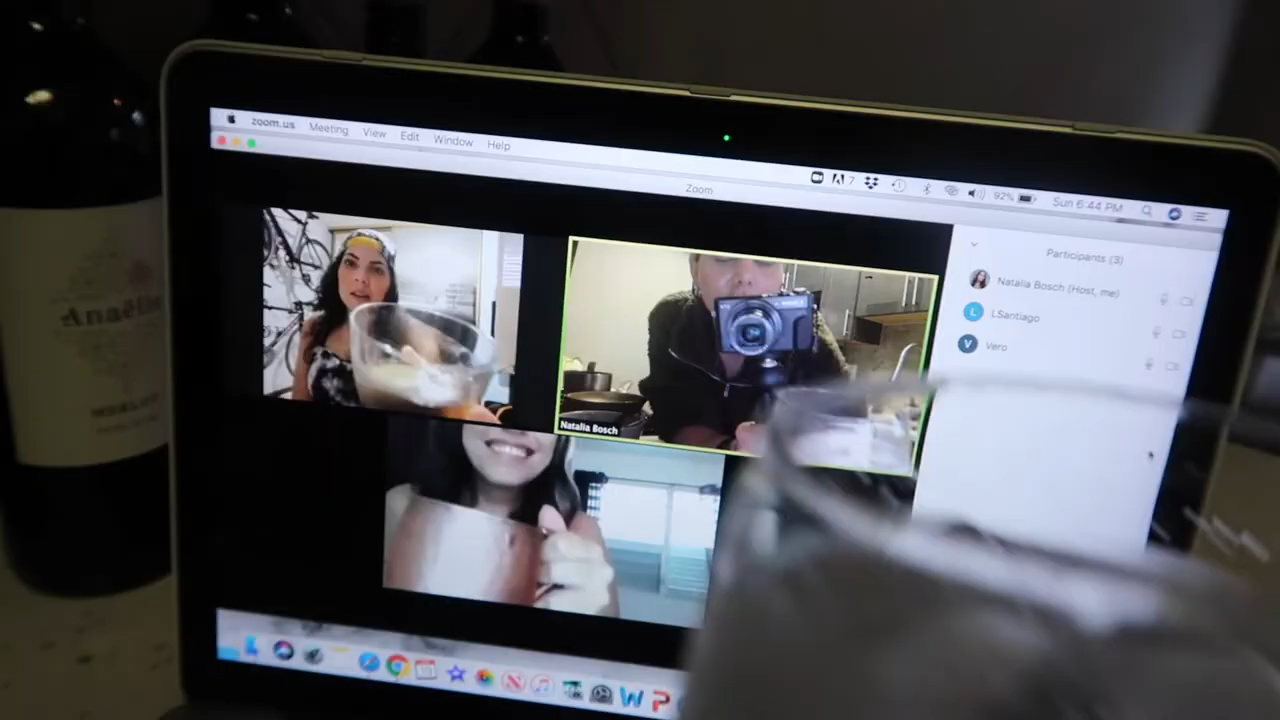 zoom.us Meeting View Edit Window Help
7 92% Sun 6:44 PM
Zoom
Participants (3)
Natalia Bosch (Host, me)
L LSantiago
V Vero
Natalia Bosch
W P